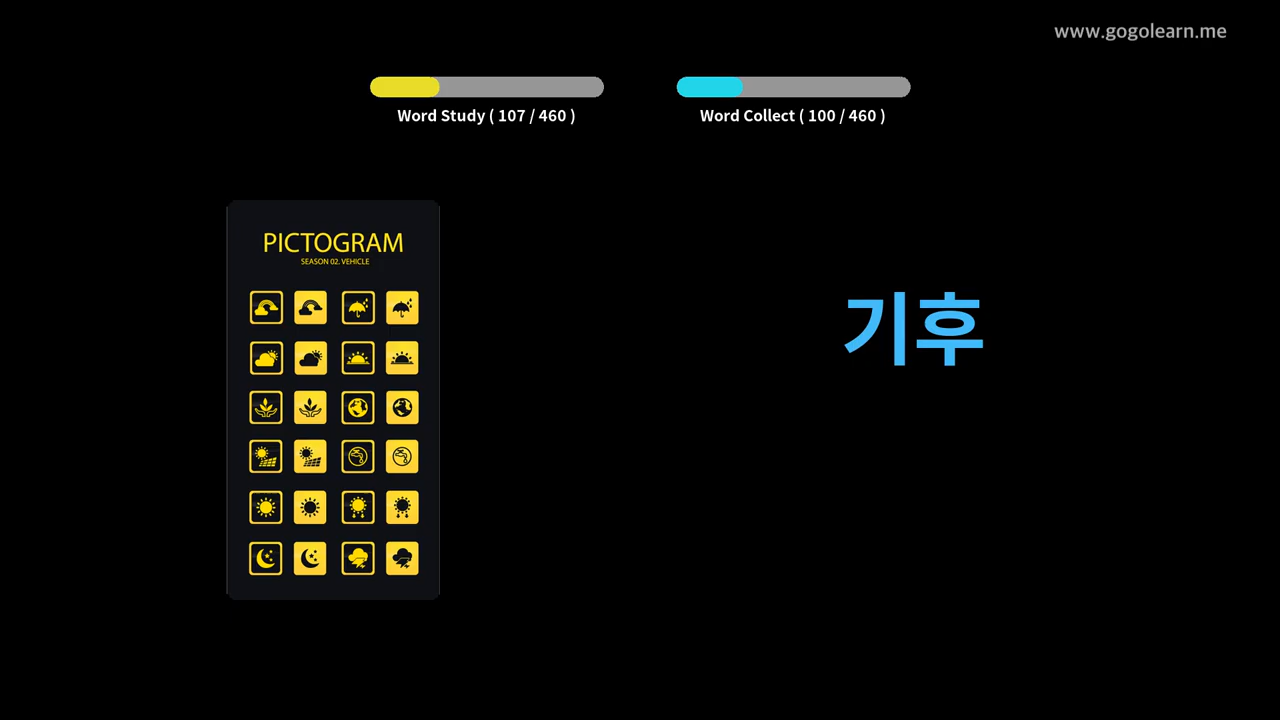 www.gogolearn.me
Word Study ( 107 / 460 )
Word Collect ( 100 / 460 )
PICTOGRAM
SEASON 02. VEHICLE
기후